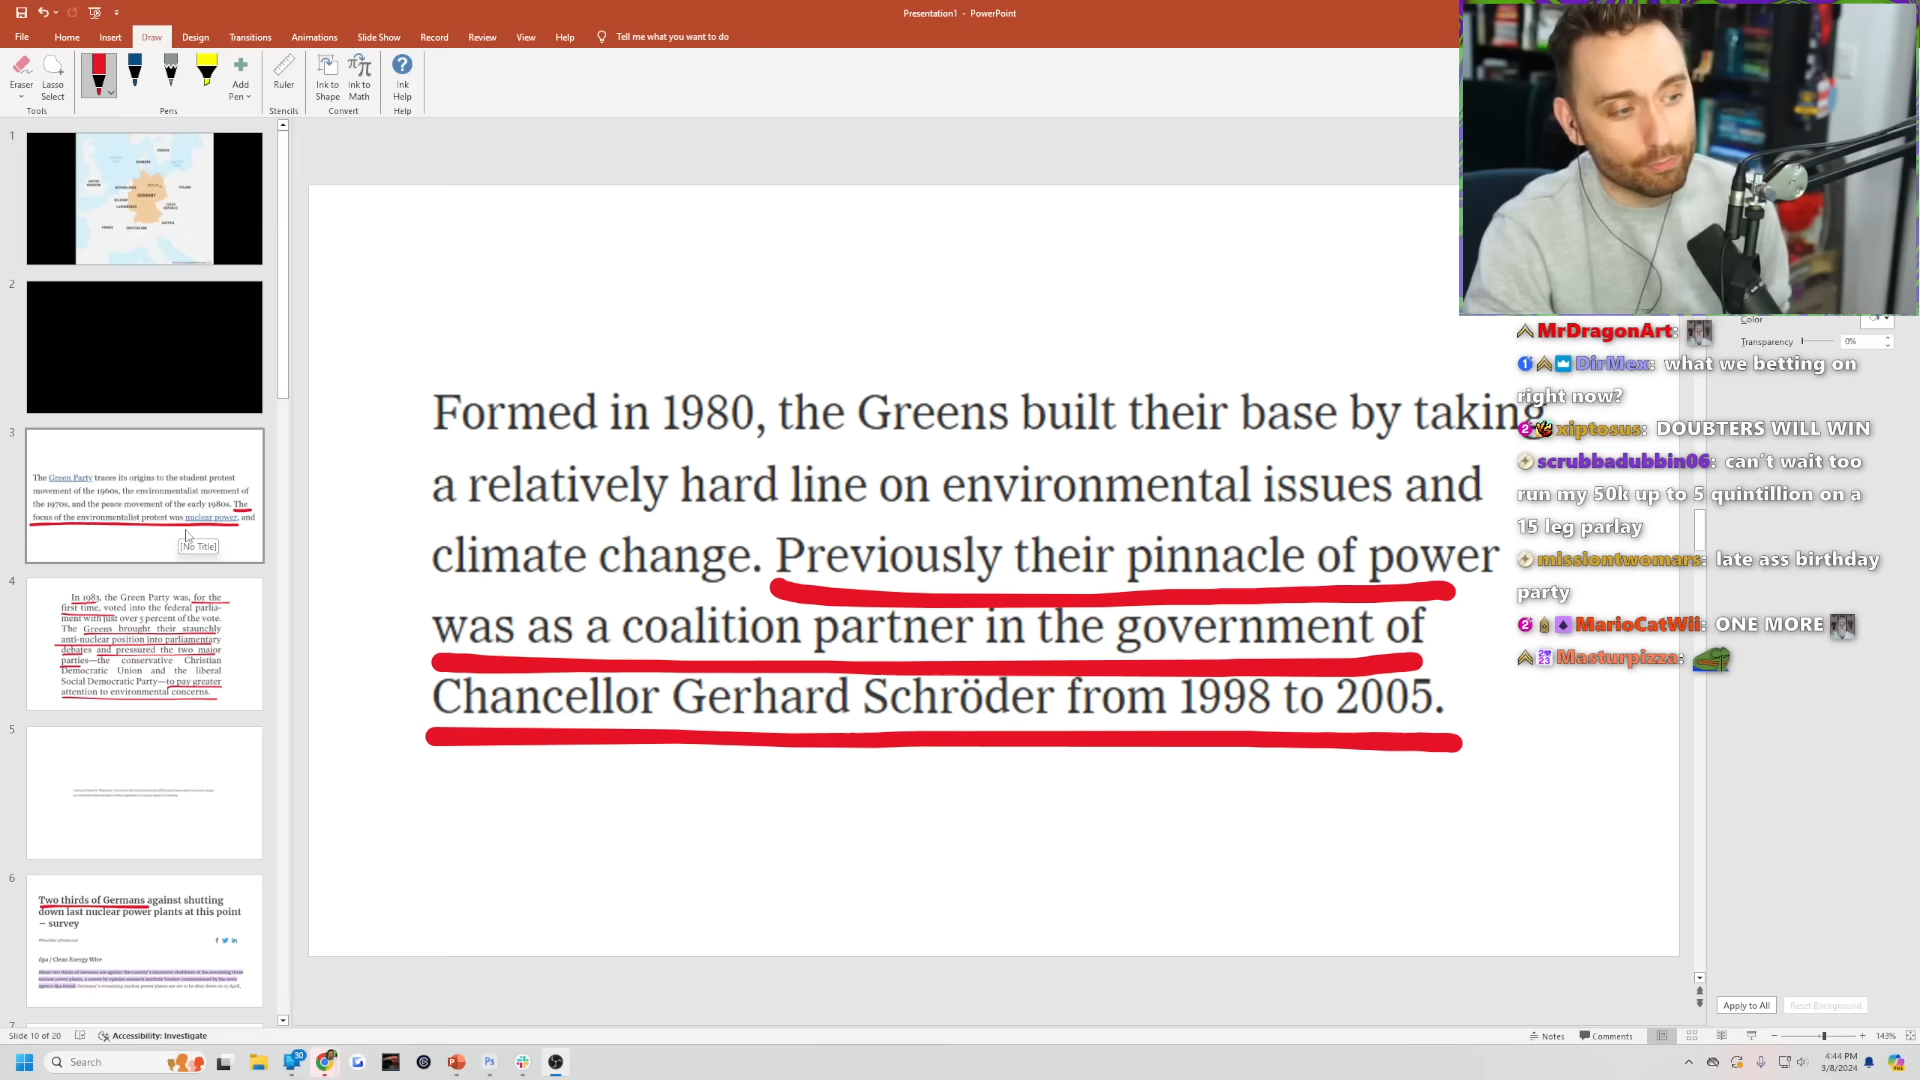 Presentation1 - PowerPoint
File Home Insert Draw Design Transitions Animations Slide Show Record Review View Help Tell me what you want to do
Eraser
Lasso Select
Add Pen
Ruler
Ink to Shape
Ink to Math
Ink Help
Tools
Pens
Stencils
Convert
Help
1
GERMANY
POLAND
2
3
The Green Party traces its origins to the student protest
movement of the 1960s, the environmentalist movement of
the 1970s, and the peace movement of the early 1980s. The
focus of the environmentalist protest was nuclear power, and
[No Title]
4
In 1983, the Green Party was, for the
first time, voted into the federal parlia-
ment with just over 5 percent of the vote.
The Greens brought their staunchly
anti-nuclear position into parliamentary
debates and pressured the two major
parties—the conservative Christian
Democratic Union and the liberal
Social Democratic Party—to pay greater
attention to environmental concerns.
5
6
Two thirds of Germans against shutting
down last nuclear power plants at this point
– survey
dpa / Clean Energy Wire
7
Formed in 1980, the Greens built their base by taking
a relatively hard line on environmental issues and
climate change. Previously their pinnacle of power
was as a coalition partner in the government of
Chancellor Gerhard Schröder from 1998 to 2005.
Color
Transparency 0%
MrDragonArt:
DirMex: what we betting on
right now?
xiptosus: DOUBTERS WILL WIN
scrubbadubbin06: can't wait too
run my 50k up to 5 quintillion on a
15 leg parlay
missiontwomars: late ass birthday
party
MarioCatWii: ONE MORE
Masturpizza:
Apply to All Reset Background
Slide 10 of 20 Accessibility: Investigate Notes Comments 143%
Search 30 4:44 PM
3/8/2024